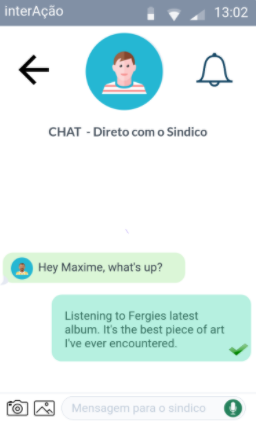 interAção 13:02
CHAT - Direto com o Sindico
Hey Maxime, what's up?
Listening to Fergies latest
album. It's the best piece of art
I've ever encountered.
Mensagem para o sindico